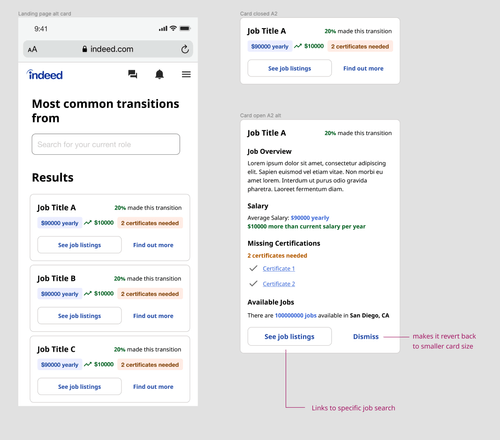 Landing page alt card
9:41
AA
indeed.com
indeed
Most common transitions
from
Search for your current role
Results
Job Title A
20% made this transition
$90000 yearly
$10000
2 certificates needed
See job listings
Find out more
Job Title B
20% made this transition
$90000 yearly
$10000
2 certificates needed
See job listings
Find out more
Job Title C
20% made this transition
$90000 yearly
$10000
2 certificates needed
See job listings
Find out more
Card closed A2
Job Title A
20% made this transition
$90000 yearly
$10000
2 certificates needed
See job listings
Find out more
Card open A2 alt
Job Title A
20% made this transition
Job Overview
Lorem ipsum dolor sit amet, consectetur adipiscing
elit. Sapien euismod vel etiam vitae. Non morbi eu
amet lorem. Interdum ut purus odio gravida
pharetra. Laoreet fermentum diam.
Salary
Average Salary: $90000 yearly
$10000 more than current salary per year
Missing Certifications
2 certificates needed
Certificate 1
Certificate 2
Available Jobs
There are 100000000 jobs available in San Diego, CA
See job listings
Dismiss
makes it revert back
to smaller card size
Links to specific job search